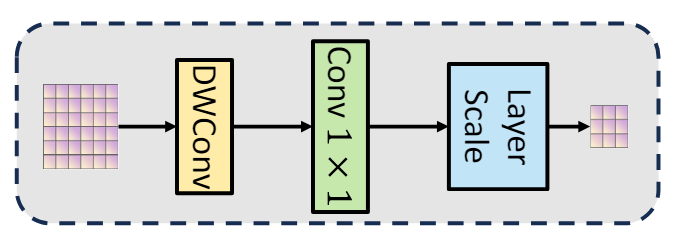 DWConv
Conv 1 × 1
Layer
Scale